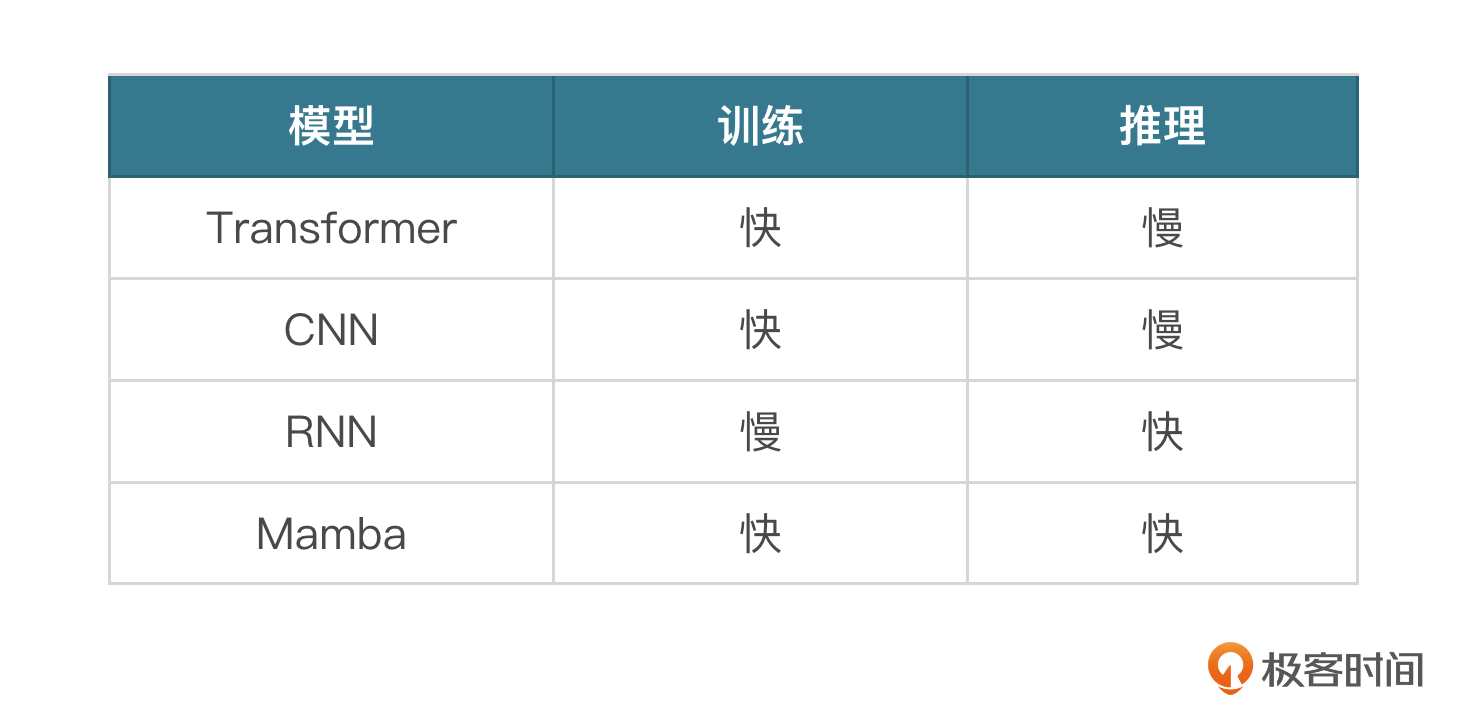 模型 训练 推理
Transformer 快 慢
CNN 快 慢
RNN 慢 快
Mamba 快 快
极客时间